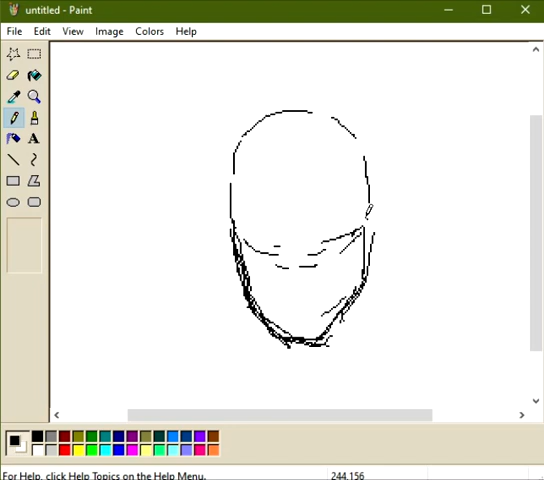 untitled - Paint
File Edit View Image Colors Help
A
For Help, click Help Topics on the Help Menu. 244,156